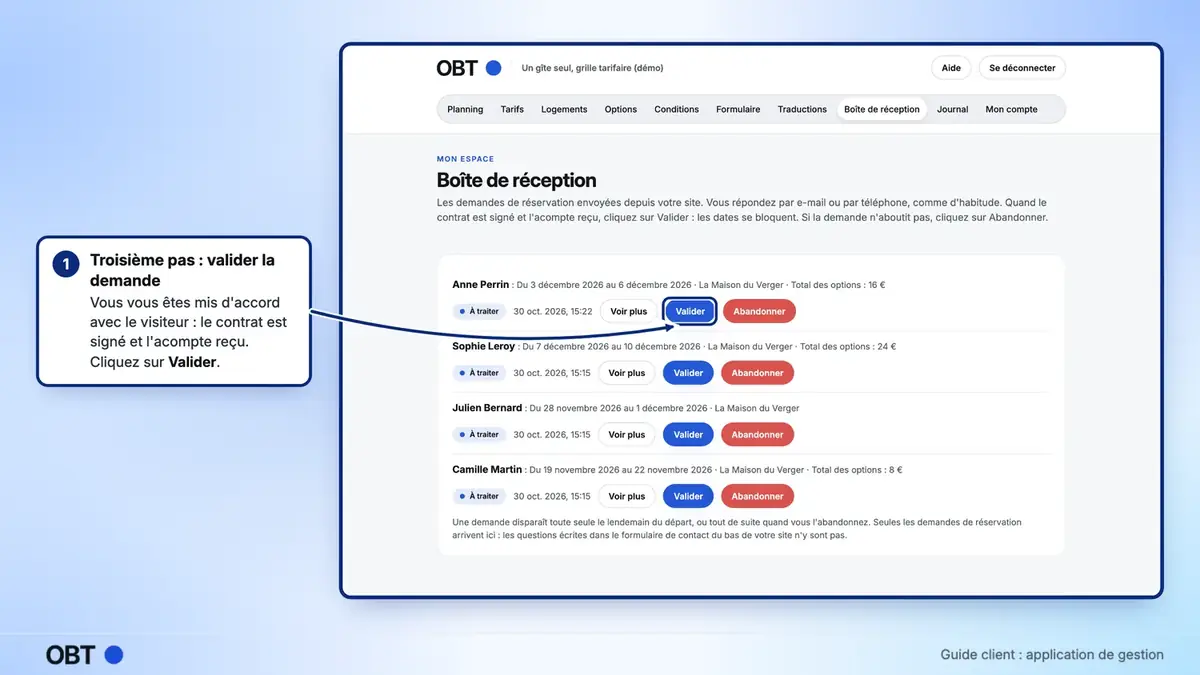 OBT
Un gîte seul, grille tarifaire (démo)
Aide
Se déconnecter
Planning
Tarifs
Logements
Options
Conditions
Formulaire
Traductions
Boîte de réception
Journal
Mon compte
MON ESPACE
Boîte de réception
Les demandes de réservation envoyées depuis votre site. Vous répondez par e-mail ou par téléphone, comme d'habitude. Quand le
contrat est signé et l'acompte reçu, cliquez sur Valider : les dates se bloquent. Si la demande n'aboutit pas, cliquez sur Abandonner.
1
Troisième pas : valider la
demande
Vous vous êtes mis d'accord
avec le visiteur : le contrat est
signé et l'acompte reçu.
Cliquez sur Valider.
Anne Perrin : Du 3 décembre 2026 au 6 décembre 2026 · La Maison du Verger · Total des options : 16 €
À traiter 30 oct. 2026, 15:22 Voir plus Valider Abandonner
Sophie Leroy : Du 7 décembre 2026 au 10 décembre 2026 · La Maison du Verger · Total des options : 24 €
À traiter 30 oct. 2026, 15:15 Voir plus Valider Abandonner
Julien Bernard : Du 28 novembre 2026 au 1 décembre 2026 · La Maison du Verger
À traiter 30 oct. 2026, 15:15 Voir plus Valider Abandonner
Camille Martin : Du 19 novembre 2026 au 22 novembre 2026 · La Maison du Verger · Total des options : 8 €
À traiter 30 oct. 2026, 15:15 Voir plus Valider Abandonner
Une demande disparaît toute seule le lendemain du départ, ou tout de suite quand vous l'abandonnez. Seules les demandes de réservation
arrivent ici : les questions écrites dans le formulaire de contact du bas de votre site n'y sont pas.
OBT
Guide client : application de gestion